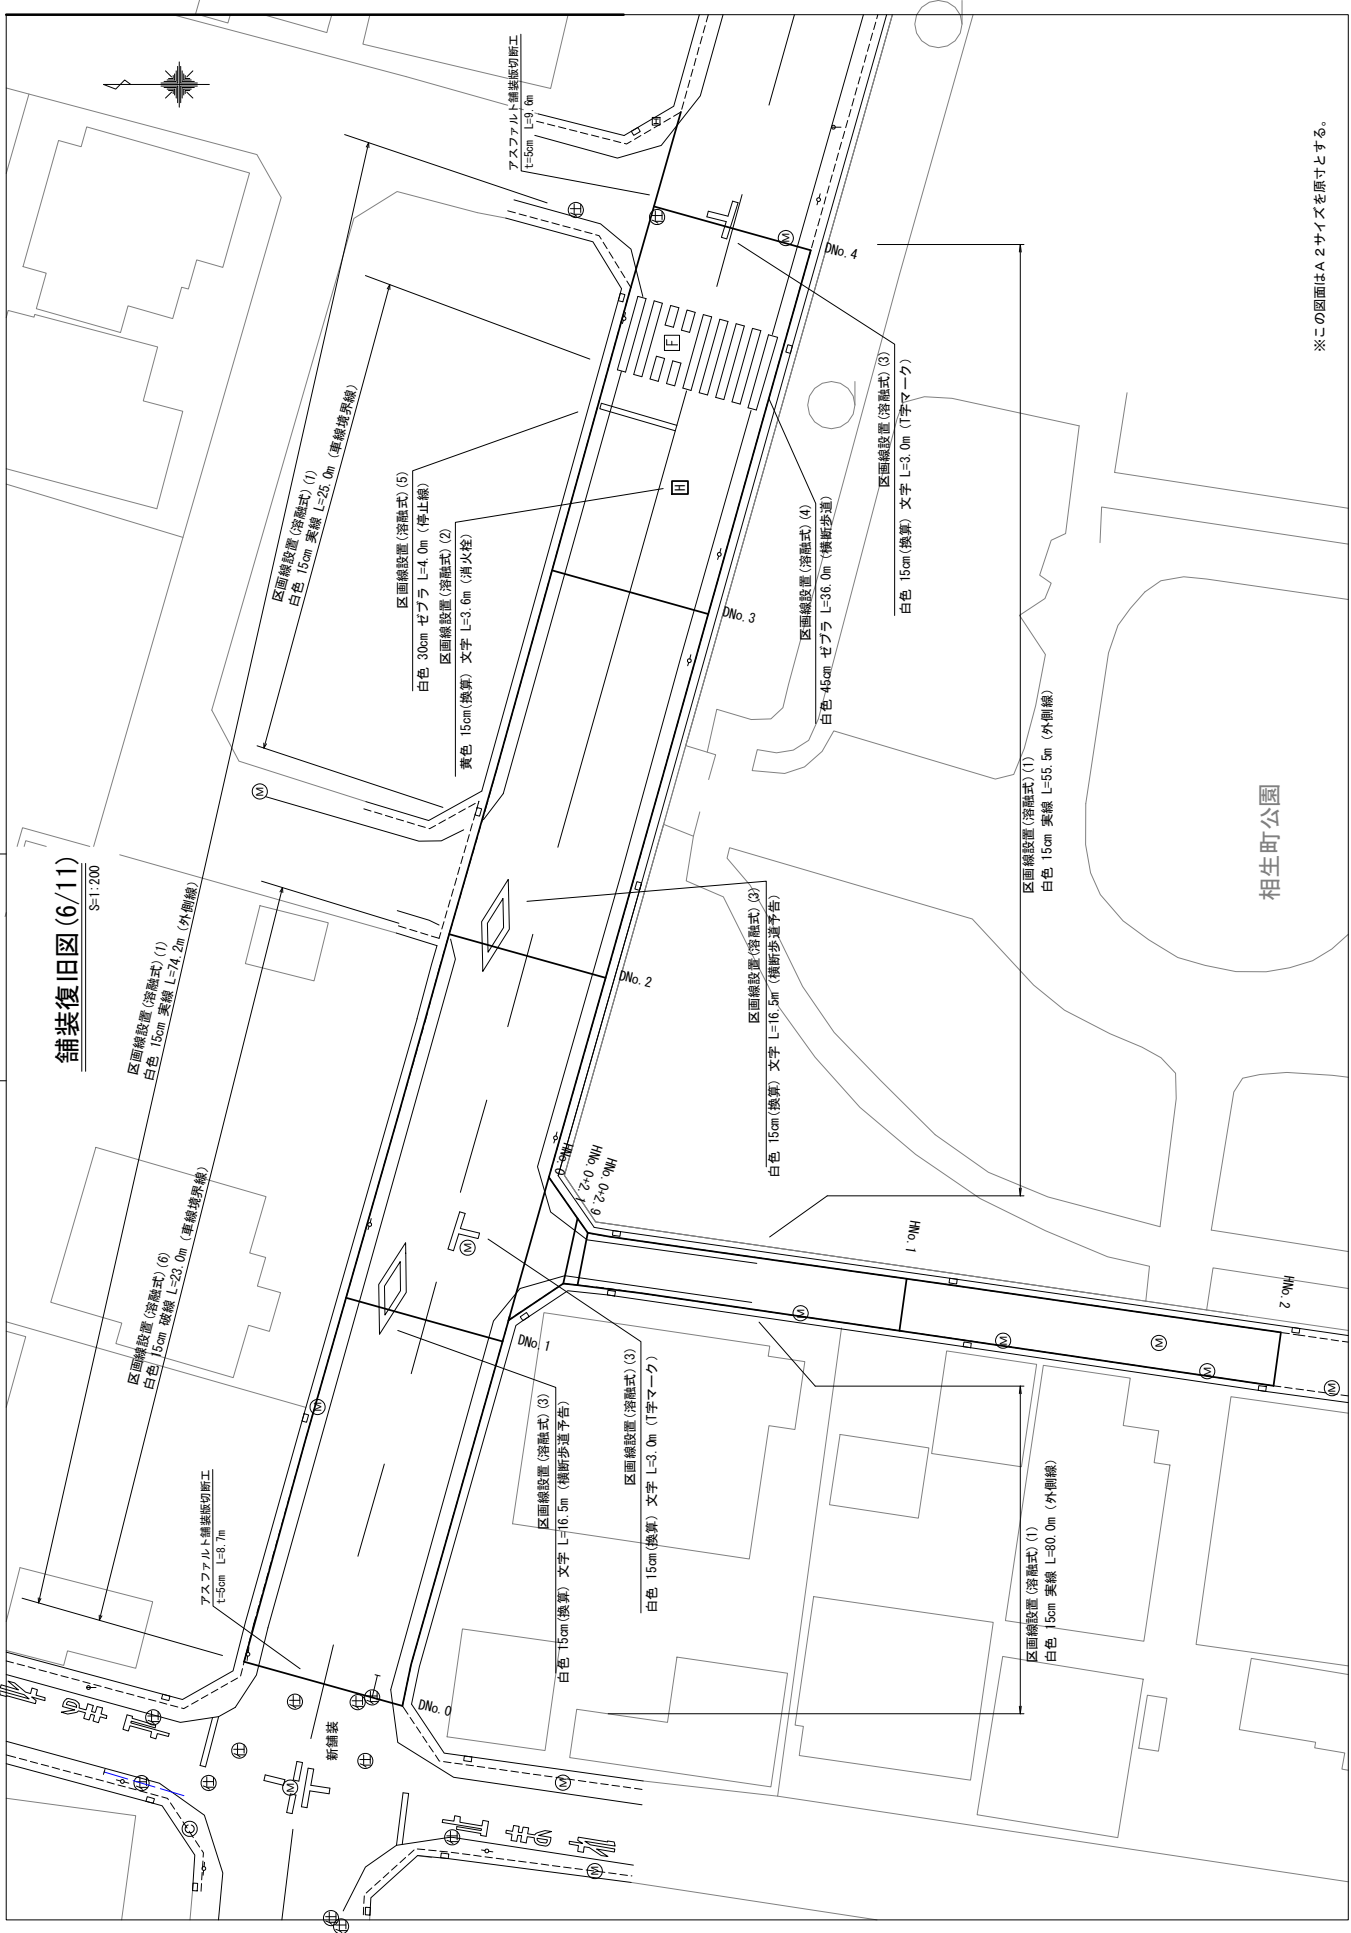 舗装復旧図(6/11)
S=1:200
※この図面はA2サイズを原寸とする。
アスファルト舗装版切断工
t=5cm L=9.6m
区画線設置(溶融式)(1)
白色 15cm 実線 L=25.0m (車線境界線)
区画線設置(溶融式)(1)
白色 15cm 実線 L=74.2m (外側線)
区画線設置(溶融式)(6)
白色 15cm 破線 L=23.0m (車線境界線)
区画線設置(溶融式)(5)
白色 30cm ゼブラ L=4.0m (停止線)
区画線設置(溶融式)(2)
黄色 15cm(換算) 文字 L=3.6m (消火栓)
区画線設置(溶融式)(3)
白色 15cm(換算) 文字 L=3.0m (T字マーク)
区画線設置(溶融式)(4)
白色 45cm ゼブラ L=36.0m (横断歩道)
区画線設置(溶融式)(1)
白色 15cm 実線 L=55.5m (外側線)
区画線設置(溶融式)(3)
白色 15cm(換算) 文字 L=16.5m (横断歩道予告)
区画線設置(溶融式)(3)
白色 15cm(換算) 文字 L=16.5m (横断歩道予告)
区画線設置(溶融式)(3)
白色 15cm(換算) 文字 L=3.0m (T字マーク)
区画線設置(溶融式)(1)
白色 15cm 実線 L=80.0m (外側線)
アスファルト舗装版切断工
t=5cm L=8.7m
相生町公園
新舗装
DNo.4
DNo.3
DNo.2
DNo.1
DNo.0
HNo.0
HNo.0+2.1
HNo.0+2.9
HNo.1
HNo.2
F
H
止まれ
止まれ